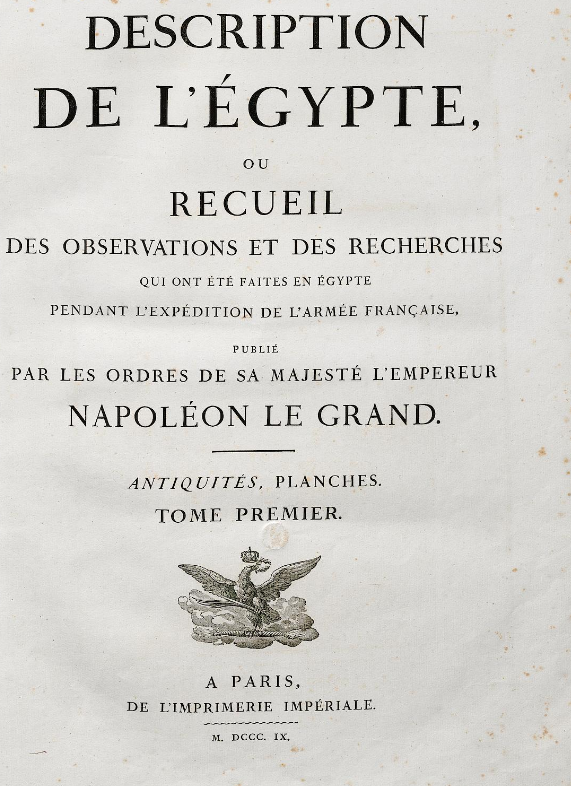 DESCRIPTION
DE L'ÉGYPTE,
OU
RECUEIL
DES OBSERVATIONS ET DES RECHERCHES
QUI ONT ÉTÉ FAITES EN ÉGYPTE
PENDANT L'EXPÉDITION DE L'ARMÉE FRANÇAISE,
PUBLIÉ
PAR LES ORDRES DE SA MAJESTÉ L'EMPEREUR
NAPOLÉON LE GRAND.
ANTIQUITÉS, PLANCHES.
TOME PREMIER.
A PARIS,
DE L'IMPRIMERIE IMPÉRIALE.
M. DCCC. IX.